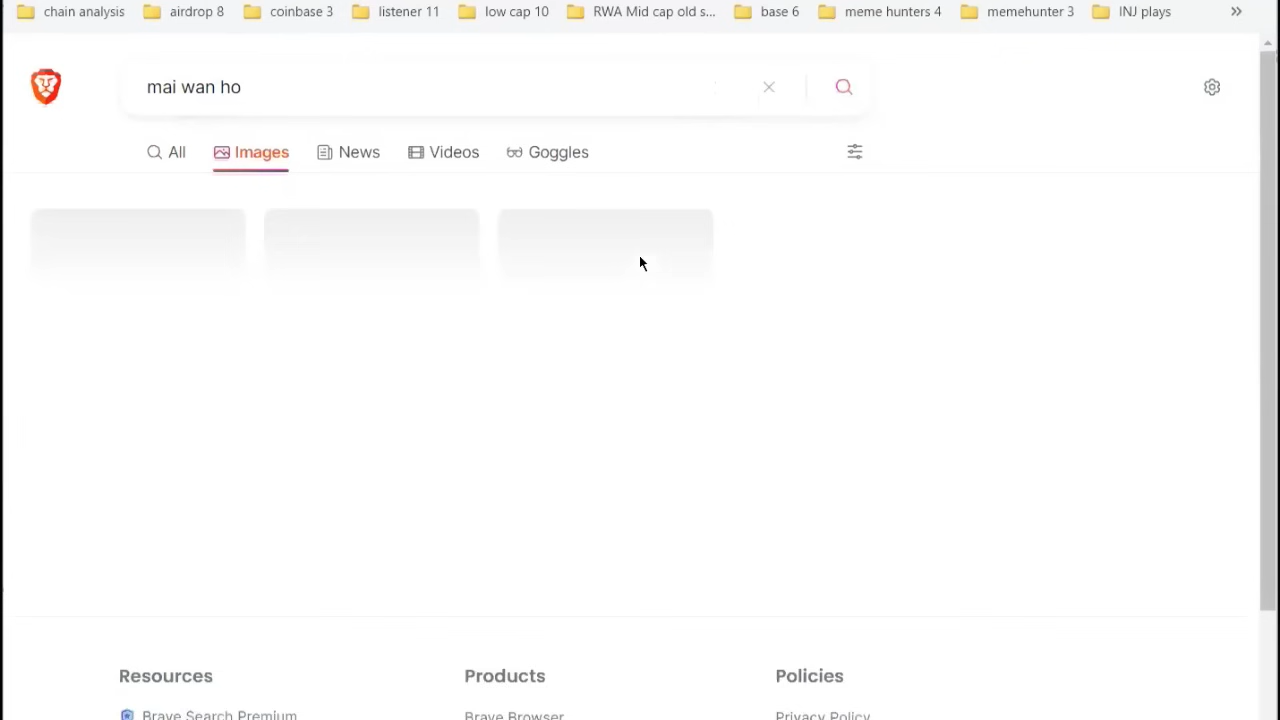 chain analysis airdrop 8 coinbase 3 listener 11 low cap 10 RWA Mid cap old s... base 6 meme hunters 4 memehunter 3 INJ plays »
mai wan ho
All Images News Videos Goggles
Resources Products Policies
Brave Search Premium Brave Browser Privacy Policy